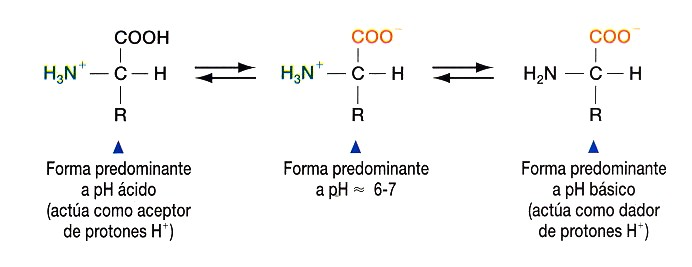 COOH COO⁻ COO⁻
H₃N⁺ — C — H H₃N⁺ — C — H H₂N — C — H
R R R
Forma predominante Forma predominante Forma predominante
a pH ácido a pH ≈ 6-7 a pH básico
(actúa como aceptor (actúa como dador
de protones H⁺) de protones H⁺)